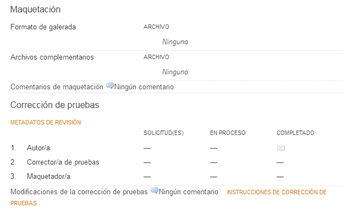 Maquetación
Formato de galerada ARCHIVO
Ninguno
Archivos complementarios ARCHIVO
Ninguno
Comentarios de maquetación Ningún comentario
Corrección de pruebas
METADATOS DE REVISIÓN
SOLICITUD(ES) EN PROCESO COMPLETADO
1. Autor/a — —
2. Corrector/a de pruebas — — —
3. Maquetador/a — — —
Modificaciones de la corrección de pruebas Ningún comentario INSTRUCCIONES DE CORRECCIÓN DE
PRUEBAS